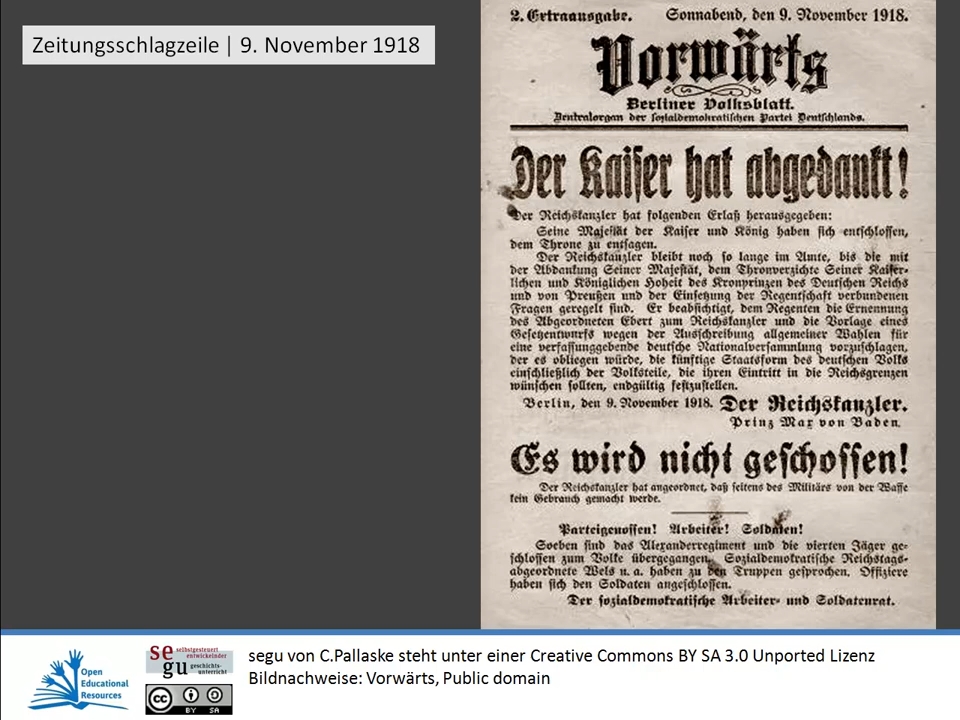 Zeitungsschlagzeile | 9. November 1918
2. Extraausgabe. Sonnabend, den 9. November 1918.
Vorwärts
Berliner Volksblatt.
Zentralorgan der sozialdemokratischen Partei Deutschlands.
Der Kaiser hat abgedankt!
Der Reichskanzler hat folgenden Erlaß herausgegeben:
Seine Majestät der Kaiser und König haben sich entschlossen,
dem Throne zu entsagen.
Der Reichskanzler bleibt noch so lange im Amte, bis die mit
der Abdankung Seiner Majestät, dem Thronverzichte Seiner Kaiser-
lichen und Königlichen Hoheit des Kronprinzen des Deutschen Reichs
und von Preußen und der Einsetzung der Regentschaft verbundenen
Fragen geregelt sind. Er beabsichtigt, dem Regenten die Ernennung
des Abgeordneten Ebert zum Reichskanzler und die Vorlage eines
Gesetzentwurfs wegen der Ausschreibung allgemeiner Wahlen für
eine verfassunggebende deutsche Nationalversammlung vorzuschlagen,
der es obliegen würde, die künftige Staatsform des deutschen Volks
einschließlich der Volksteile, die ihren Eintritt in die Reichsgrenzen
wünschen sollten, endgültig festzustellen.
Berlin, den 9. November 1918. Der Reichskanzler.
Prinz Max von Baden.
Es wird nicht geschossen!
Der Reichskanzler hat angeordnet, daß seitens des Militärs von der Waffe
kein Gebrauch gemacht werde.
Parteigenossen! Arbeiter! Soldaten!
Soeben sind das Alexanderregiment und die vierten Jäger ge-
schlossen zum Volke übergegangen. Sozialdemokratische Reichstags-
abgeordnete Wels u. a. haben zu den Truppen gesprochen. Offiziere
haben sich den Soldaten angeschlossen.
Der sozialdemokratische Arbeiter- und Soldatenrat.
Open
Educational
Resources
segu
selbstgesteuert
entwickelnder
geschichts-
unterricht
cc
BY SA
segu von C.Pallaske steht unter einer Creative Commons BY SA 3.0 Unported Lizenz
Bildnachweise: Vorwärts, Public domain